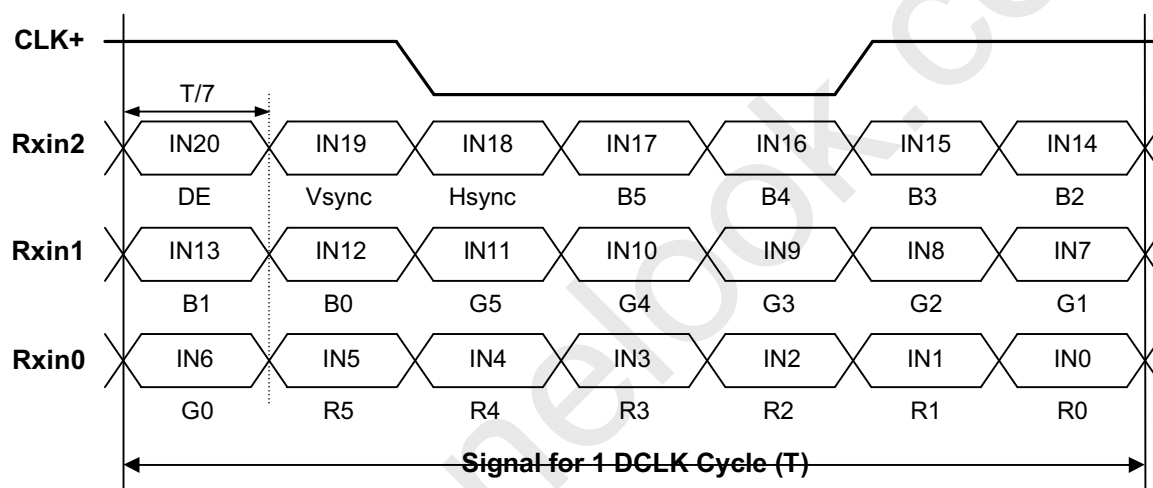 CLK+
T/7
Rxin2 IN20 IN19 IN18 IN17 IN16 IN15 IN14
DE Vsync Hsync B5 B4 B3 B2
Rxin1 IN13 IN12 IN11 IN10 IN9 IN8 IN7
B1 B0 G5 G4 G3 G2 G1
Rxin0 IN6 IN5 IN4 IN3 IN2 IN1 IN0
G0 R5 R4 R3 R2 R1 R0
Signal for 1 DCLK Cycle (T)
nelook.co